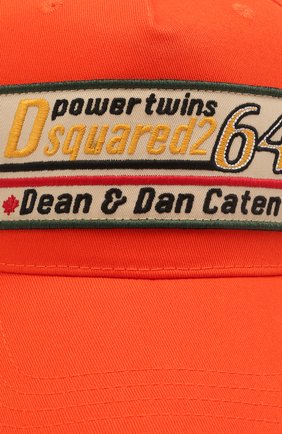 power twins
Dsquared2 64
Dean & Dan Caten